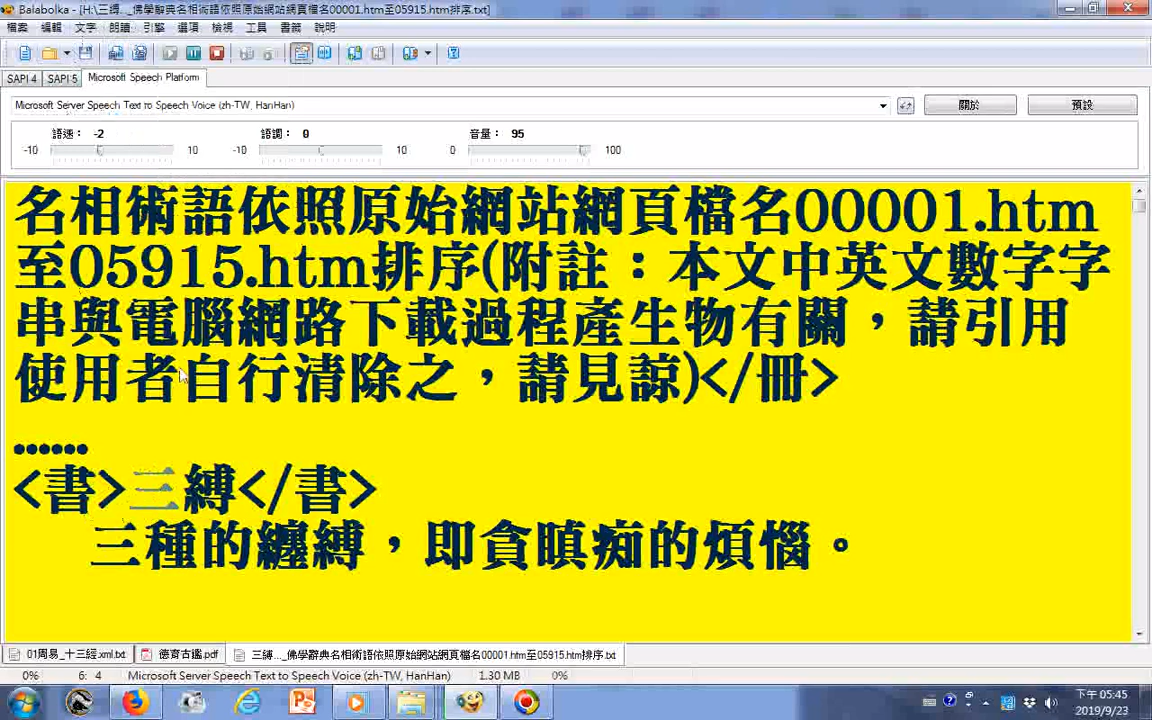 Balabolka - [H:\三縛..._佛學辭典名相術語依照原始網站網頁檔名00001.htm至05915.htm排序.txt]
檔案 編輯 文字 朗讀 引擎 選項 檢視 工具 書籤 說明
SAPI 4 SAPI 5 Microsoft Speech Platform
Microsoft Server Speech Text to Speech Voice (zh-TW, HanHan) 關於 預設
語速： -2 語調： 0 音量： 95
-10 10 -10 10 0 100
名相術語依照原始網站網頁檔名00001.htm
至05915.htm排序(附註：本文中英文數字字
串與電腦網路下載過程產生物有關，請引用
使用者自行清除之，請見諒)</冊>
......
<書>三縛</書>
三種的纏縛，即貪瞋痴的煩惱。
01周易_十三經.xml.txt 德育古鑑.pdf 三縛..._佛學辭典名相術語依照原始網站網頁檔名00001.htm至05915.htm排序.txt
0% 6: 4 Microsoft Server Speech Text to Speech Voice (zh-TW, HanHan) 1.30 MB 0%
下午 05:45
2019/9/23